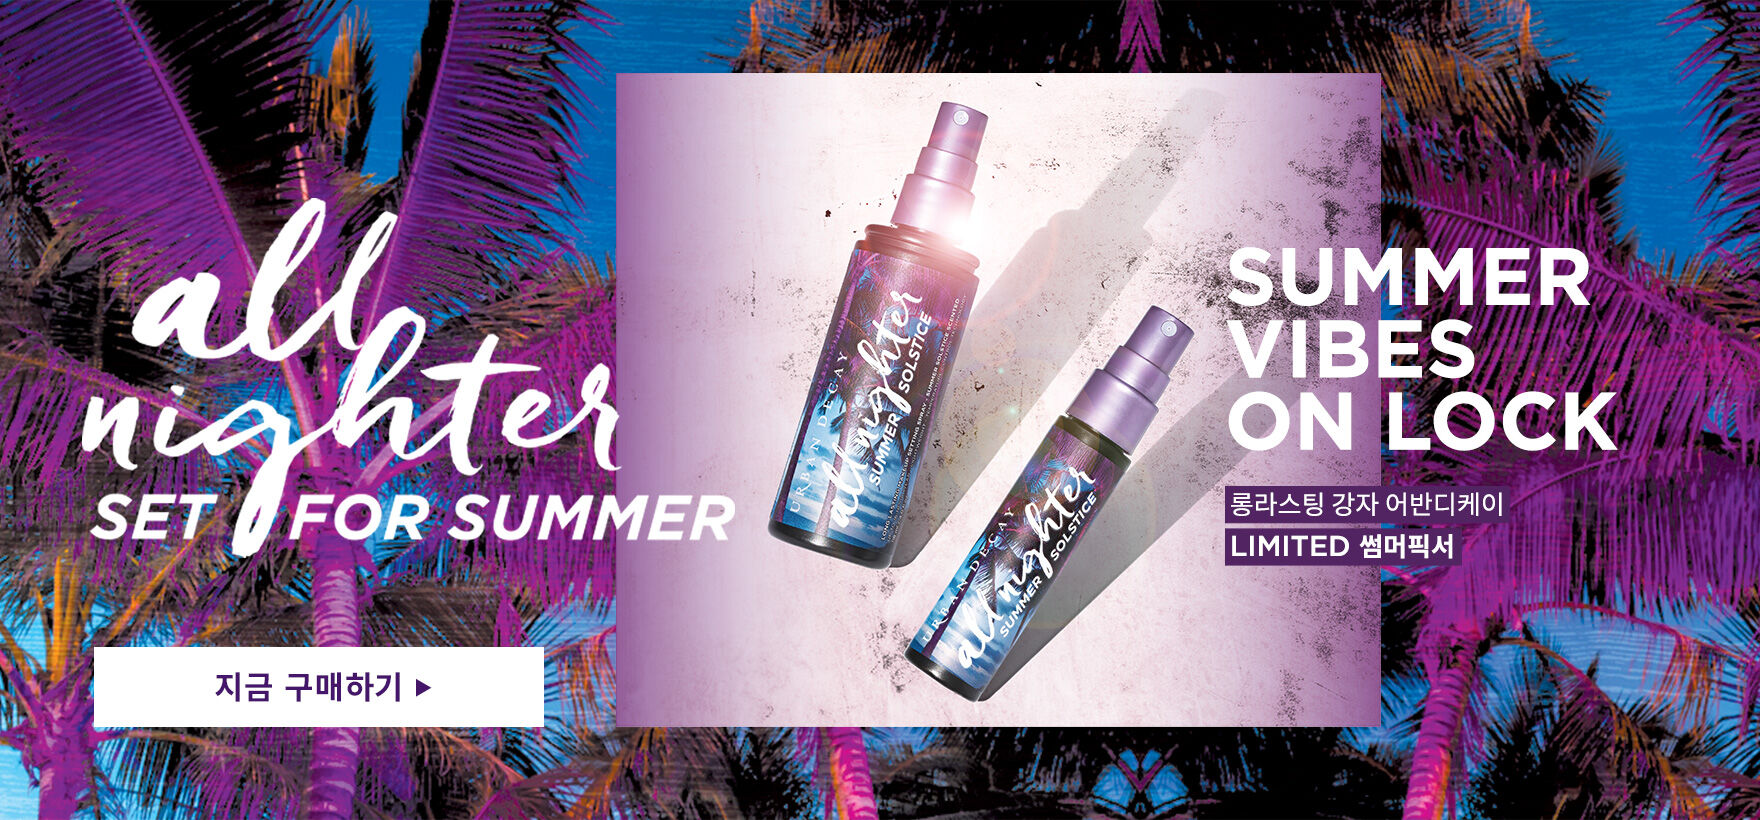 all
nighter
SET FOR SUMMER
지금 구매하기 ▶
URBAN DECAY
all nighter
SUMMER SOLSTICE
URBAN DECAY
all nighter
SUMMER SOLSTICE
SUMMER
VIBES
ON LOCK
롱라스팅 강자 어반디케이
LIMITED 썸머픽서